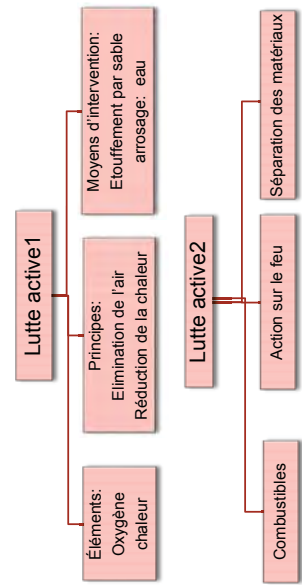 Lutte active1
Éléments:
Oxygène
chaleur
Principes:
Elimination de l'air
Réduction de la chaleur
Moyens d'intervention:
Etouffement par sable
arrosage: eau
Lutte active2
Combustibles
Action sur le feu
Séparation des matériaux